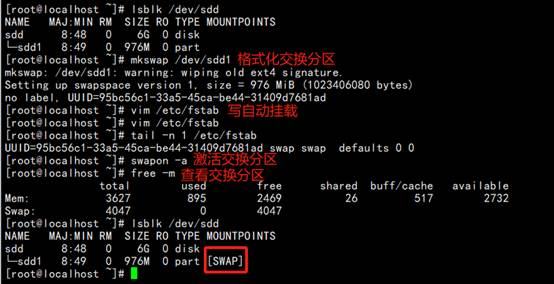 [root@localhost ~]# lsblk /dev/sdd
NAME   MAJ:MIN RM  SIZE RO TYPE MOUNTPOINTS
sdd      8:48   0    6G  0 disk
└─sdd1   8:49   0  976M  0 part
[root@localhost ~]# mkswap /dev/sdd1 格式化交换分区
mkswap: /dev/sdd1: warning: wiping old ext4 signature.
Setting up swapspace version 1, size = 976 MiB (1023406080 bytes)
no label, UUID=95bc56c1-33a5-45ca-be44-31409d7681ad
[root@localhost ~]# vim /etc/fstab 写自动挂载
[root@localhost ~]# vim /etc/fstab
[root@localhost ~]# tail -n 1 /etc/fstab
UUID=95bc56c1-33a5-45ca-be44-31409d7681ad swap swap  defaults 0 0
[root@localhost ~]# swapon -a 激活交换分区
[root@localhost ~]# free -m 查看交换分区
total        used        free      shared  buff/cache   available
Mem:            3627         895        2469          26         517        2732
Swap:           4047           0        4047
[root@localhost ~]# lsblk /dev/sdd
NAME   MAJ:MIN RM  SIZE RO TYPE MOUNTPOINTS
sdd      8:48   0    6G  0 disk
└─sdd1   8:49   0  976M  0 part [SWAP]
[root@localhost ~]#